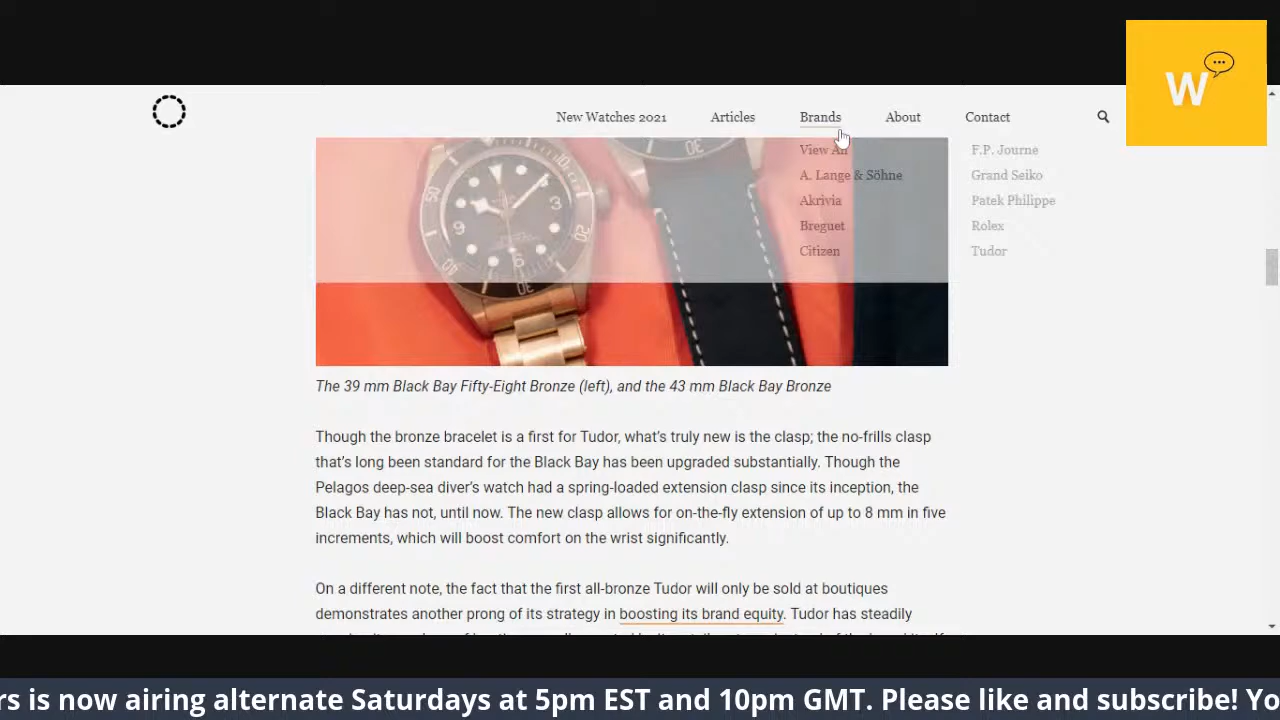 W
New Watches 2021 Articles Brands About Contact
View All F.P. Journe
A. Lange & Söhne Grand Seiko
Akrivia Patek Philippe
Breguet Rolex
Citizen Tudor
The 39 mm Black Bay Fifty-Eight Bronze (left), and the 43 mm Black Bay Bronze
Though the bronze bracelet is a first for Tudor, what's truly new is the clasp; the no-frills clasp
that's long been standard for the Black Bay has been upgraded substantially. Though the
Pelagos deep-sea diver's watch had a spring-loaded extension clasp since its inception, the
Black Bay has not, until now. The new clasp allows for on-the-fly extension of up to 8 mm in five
increments, which will boost comfort on the wrist significantly.
On a different note, the fact that the first all-bronze Tudor will only be sold at boutiques
demonstrates another prong of its strategy in boosting its brand equity. Tudor has steadily
rs is now airing alternate Saturdays at 5pm EST and 10pm GMT. Please like and subscribe! Yo